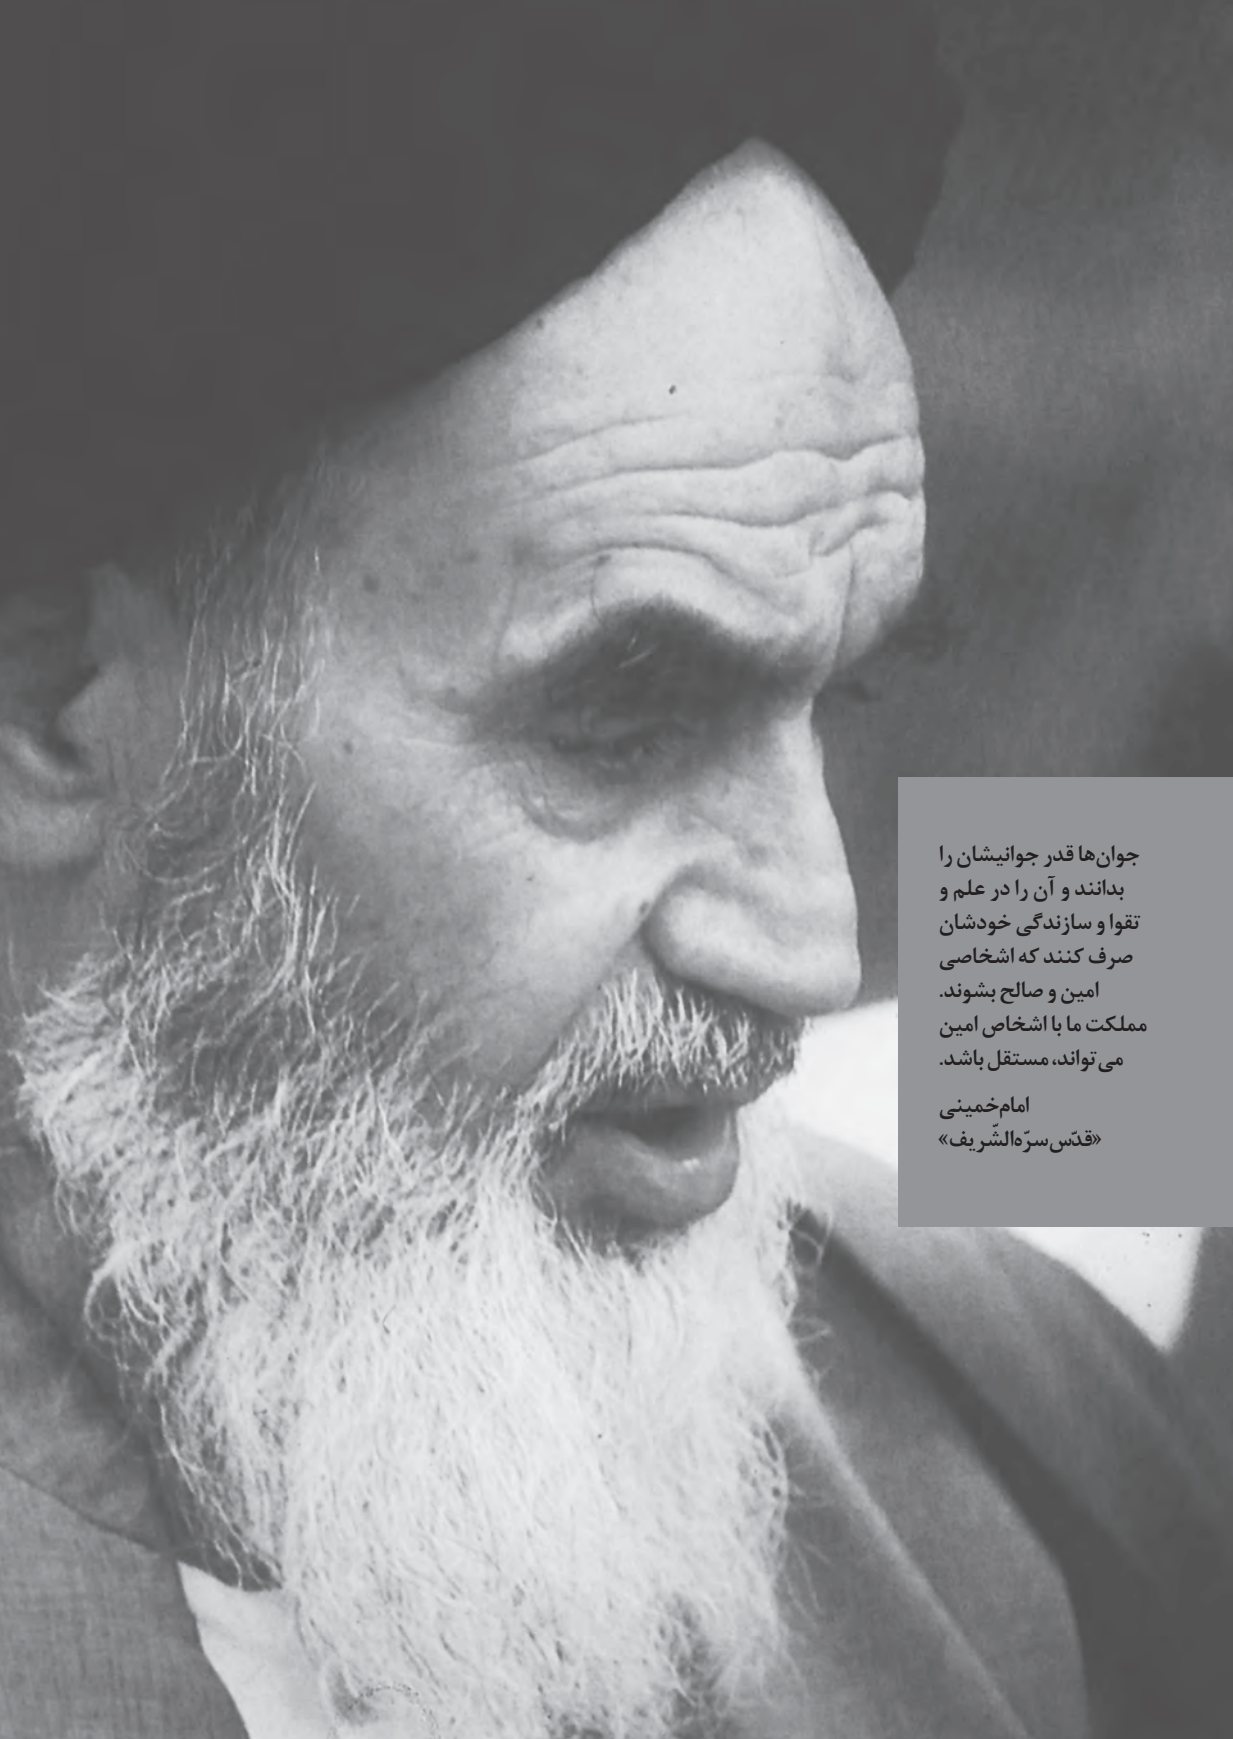 جوان‌ها قدر جوانیشان را
بدانند و آن را در علم و
تقوا و سازندگی خودشان
صرف کنند که اشخاصی
امین و صالح بشوند.
مملکت ما با اشخاص امین
می‌تواند، مستقل باشد.
امام‌خمینی
«قدّس‌سرّه‌الشّریف»